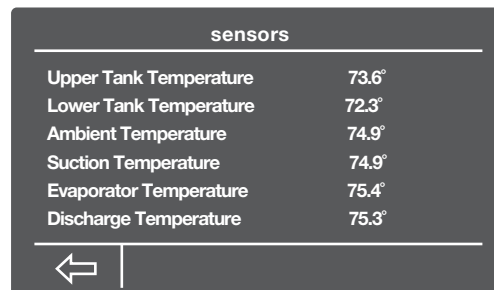 sensors
Upper Tank Temperature 73.6°
Lower Tank Temperature 72.3°
Ambient Temperature 74.9°
Suction Temperature 74.9°
Evaporator Temperature 75.4°
Discharge Temperature 75.3°